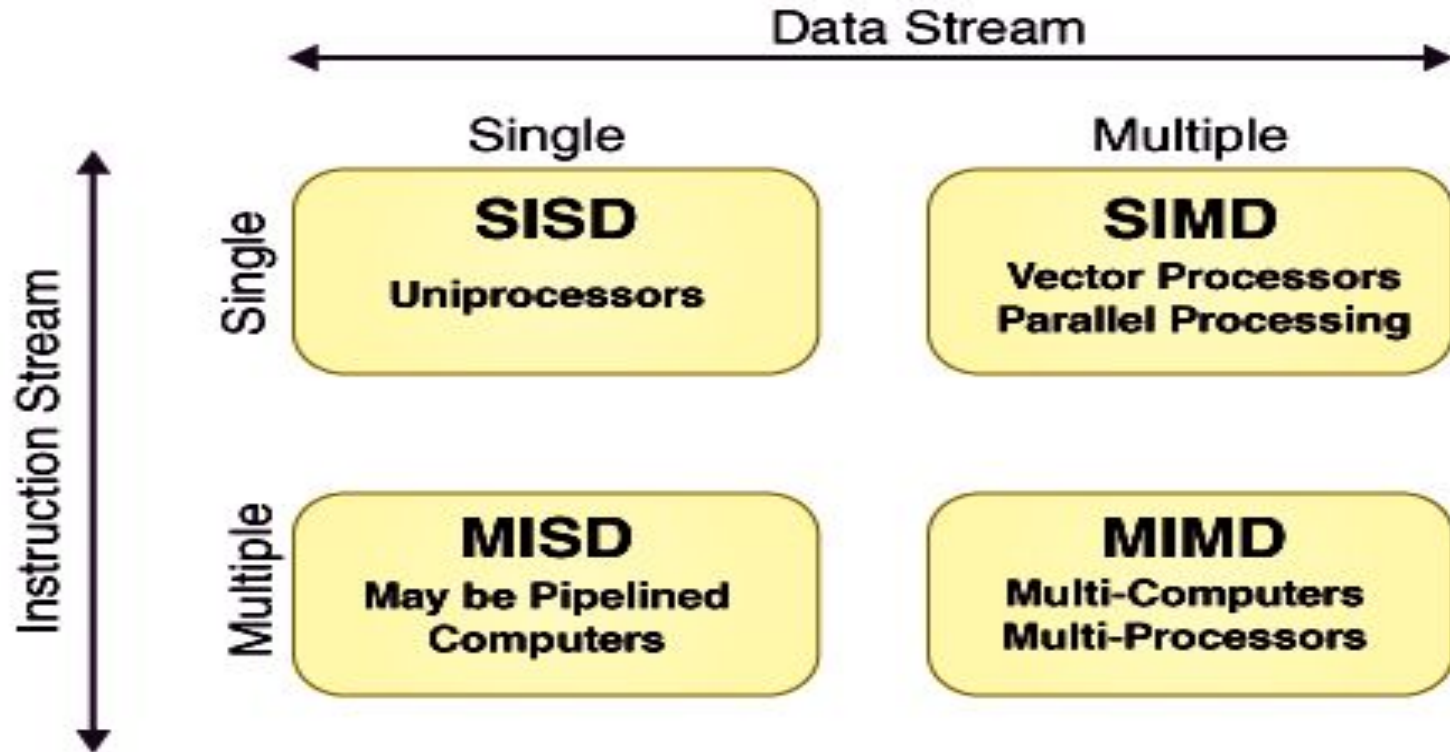 Data Stream
Single
Multiple
Instruction Stream
Single
SISD
Uniprocessors
SIMD
Vector Processors
Parallel Processing
Multiple
MISD
May be Pipelined
Computers
MIMD
Multi-Computers
Multi-Processors